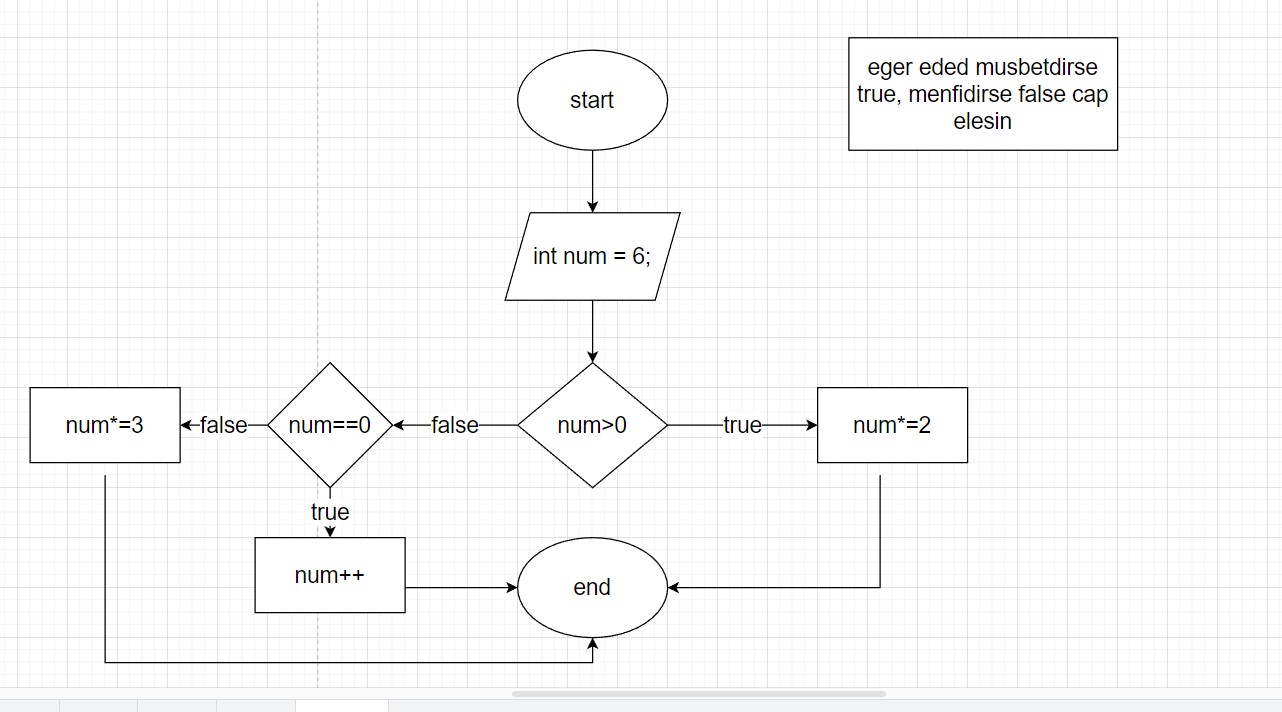 start
eger eded musbetdirse
true, menfidirse false cap
elesin
int num = 6;
num*=3
false
num==0
false
num>0
true
num*=2
true
num++
end